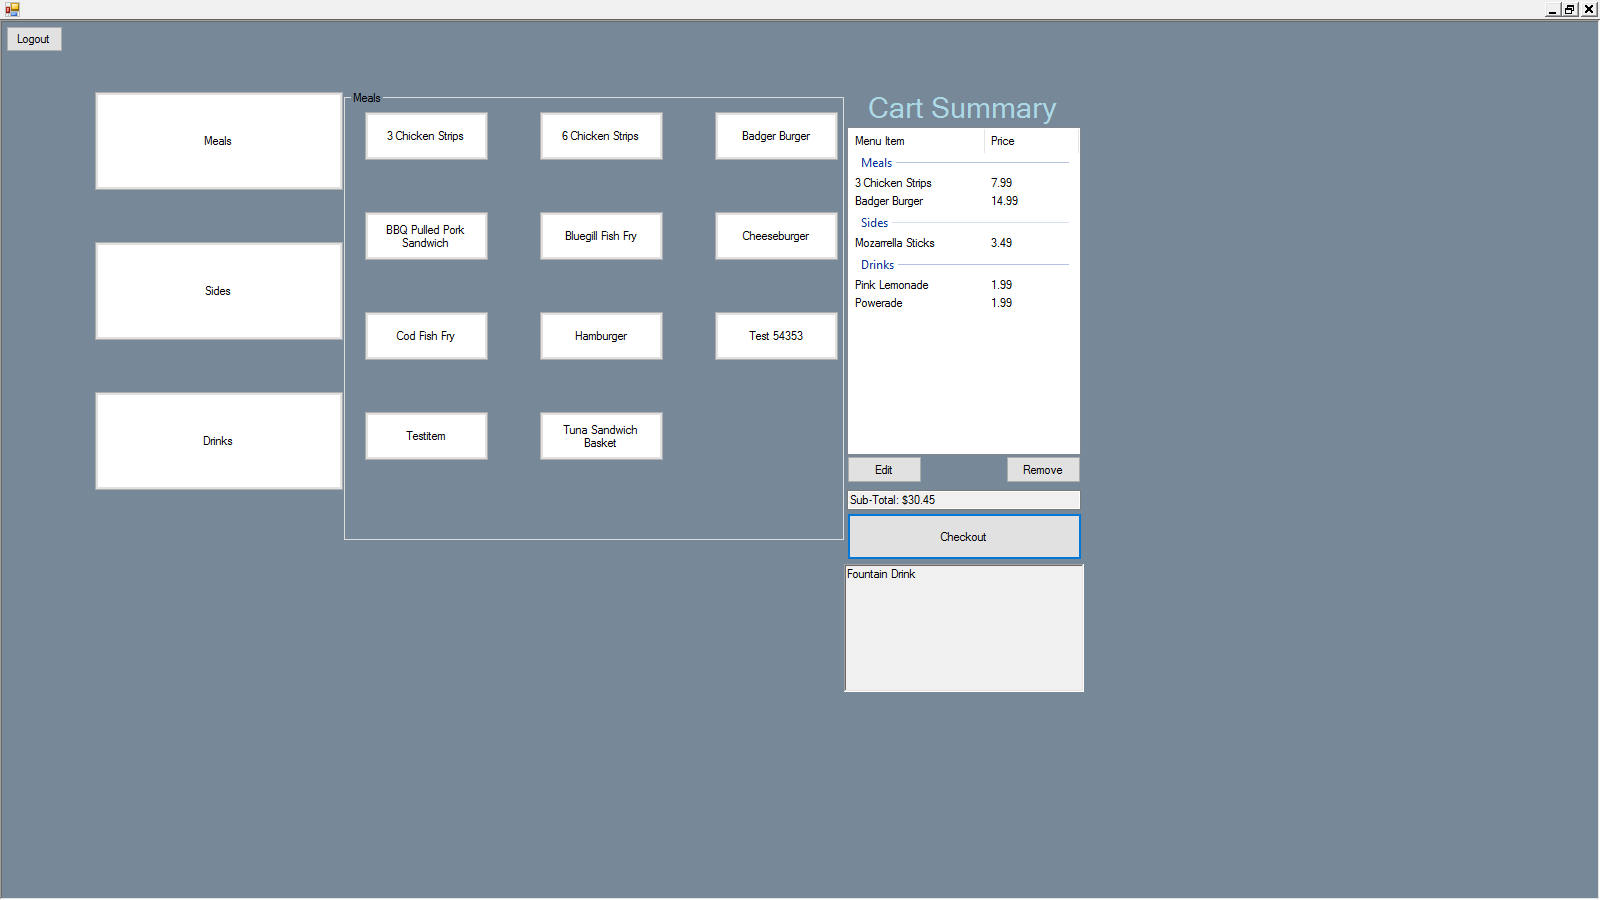 Logout
Meals
Sides
Drinks
Meals
3 Chicken Strips
6 Chicken Strips
Badger Burger
BBQ Pulled Pork
Sandwich
Bluegill Fish Fry
Cheeseburger
Cod Fish Fry
Hamburger
Test 54353
Testitem
Tuna Sandwich
Basket
Cart Summary
Menu Item Price
Meals
3 Chicken Strips 7.99
Badger Burger 14.99
Sides
Mozarrella Sticks 3.49
Drinks
Pink Lemonade 1.99
Powerade 1.99
Edit Remove
Sub-Total: $30.45
Checkout
Fountain Drink